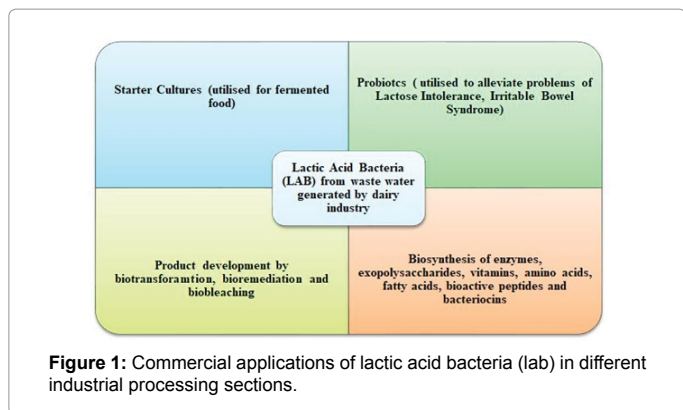 Starter Cultures (utilised for fermented
food)
Probiotcs ( utilised to alleviate problems of
Lactose Intolerance, Irritable Bowel
Syndrome)
Lactic Acid Bacteria
(LAB) from waste water
generated by dairy
industry
Product development by
biotransforamtion, bioremediation and
biobleaching
Biosynthesis of enzymes,
exopolysaccharides, vitamins, amino acids,
fatty acids, bioactive peptides and
bacteriocins
Figure 1: Commercial applications of lactic acid bacteria (lab) in different
industrial processing sections.